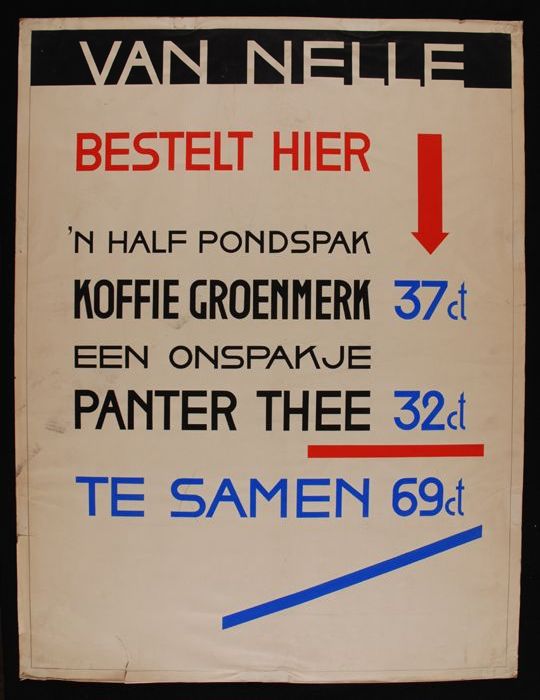 VAN NELLE
BESTELT HIER
'N HALF PONDSPAK
KOFFIE GROENMERK 37ct
EEN ONSPAKJE
PANTER THEE 32ct
TE SAMEN 69ct